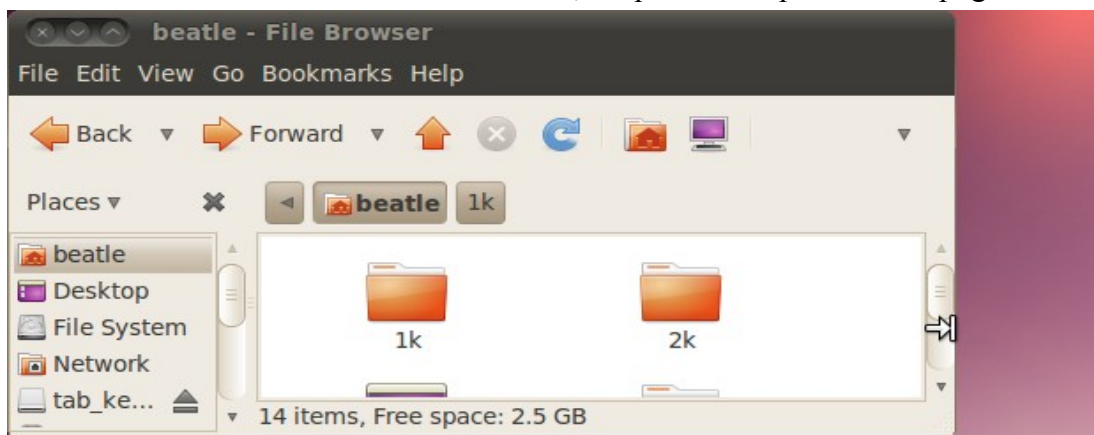 beatle - File Browser
File Edit View Go Bookmarks Help
Back Forward
Places
beatle 1k
beatle
Desktop
File System
Network
tab_ke...
1k 2k
14 items, Free space: 2.5 GB